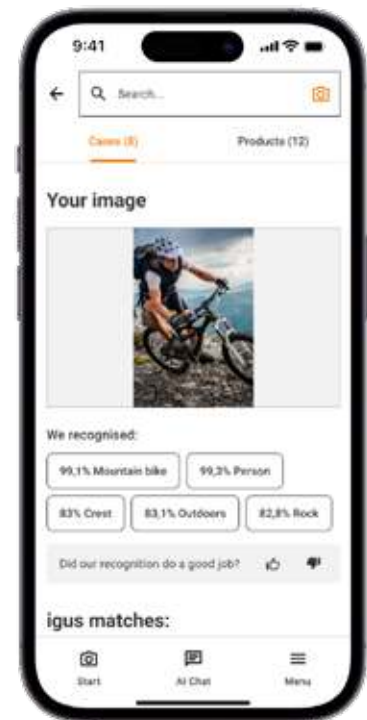 9:41
Search...
Cases (8) Products (12)
Your image
We recognised:
99,1% Mountain bike 99,3% Person
83% Crest 83,1% Outdoors 82,8% Rock
Did our recognition do a good job?
igus matches:
Start AI Chat Menu